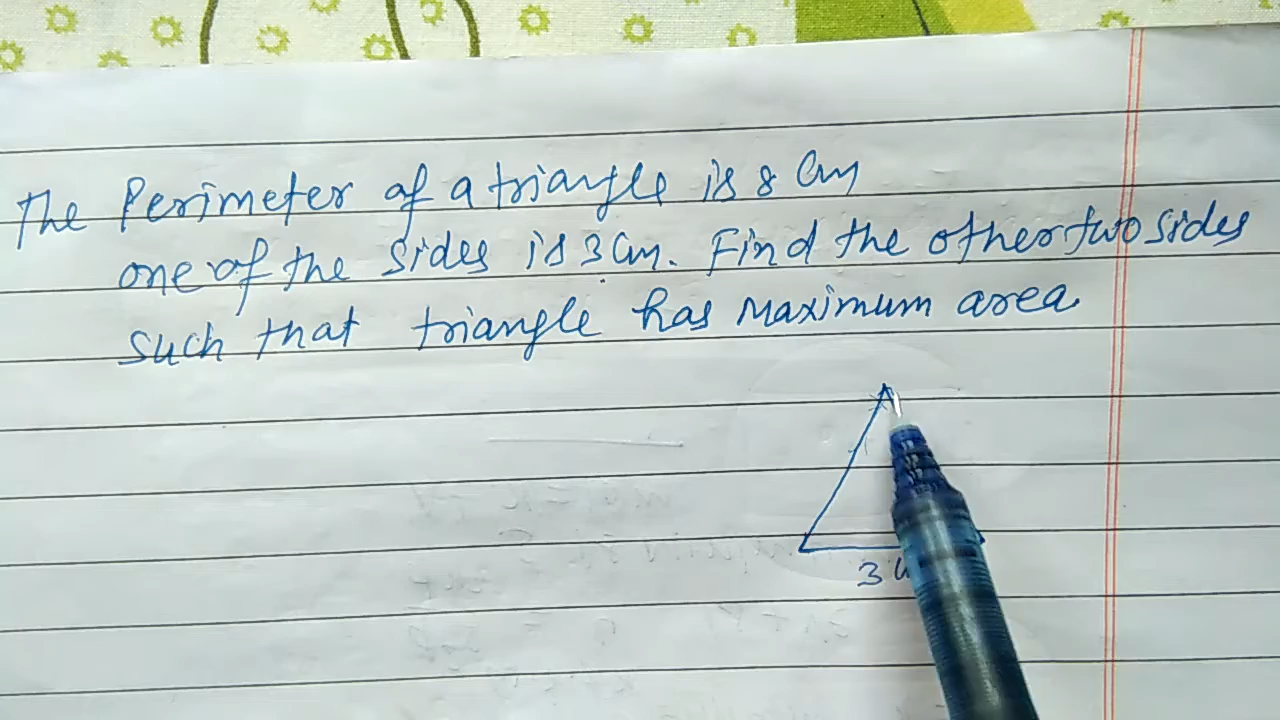 The Perimeter of a triangle is 8 Cm
one of the sides is 3 Cm. Find the other two sides
such that triangle has maximum area
3